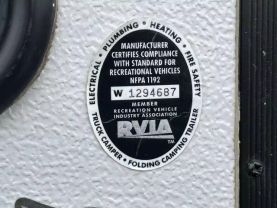 ELECTRICAL • PLUMBING • HEATING • FIRE SAFETY
MANUFACTURER
CERTIFIES COMPLIANCE
WITH STANDARD FOR
RECREATIONAL VEHICLES
NFPA 1192
W 1294687
MEMBER
RECREATION VEHICLE
INDUSTRY ASSOCIATION
RVIA
TM
TRUCK CAMPER • FOLDING CAMPING TRAILER